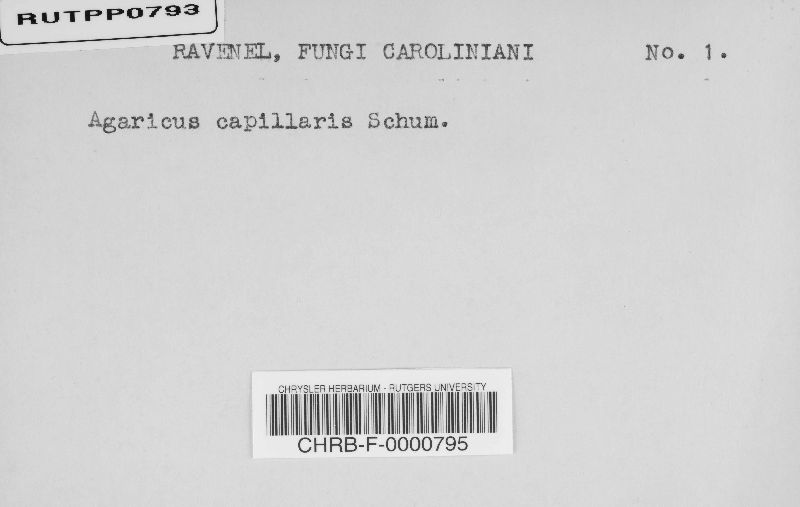 RUTPP0793
RAVENEL, FUNGI CAROLINIANI No. 1.
Agaricus capillaris Schum.
CHRYSLER HERBARIUM - RUTGERS UNIVERSITY
CHRB-F-0000795